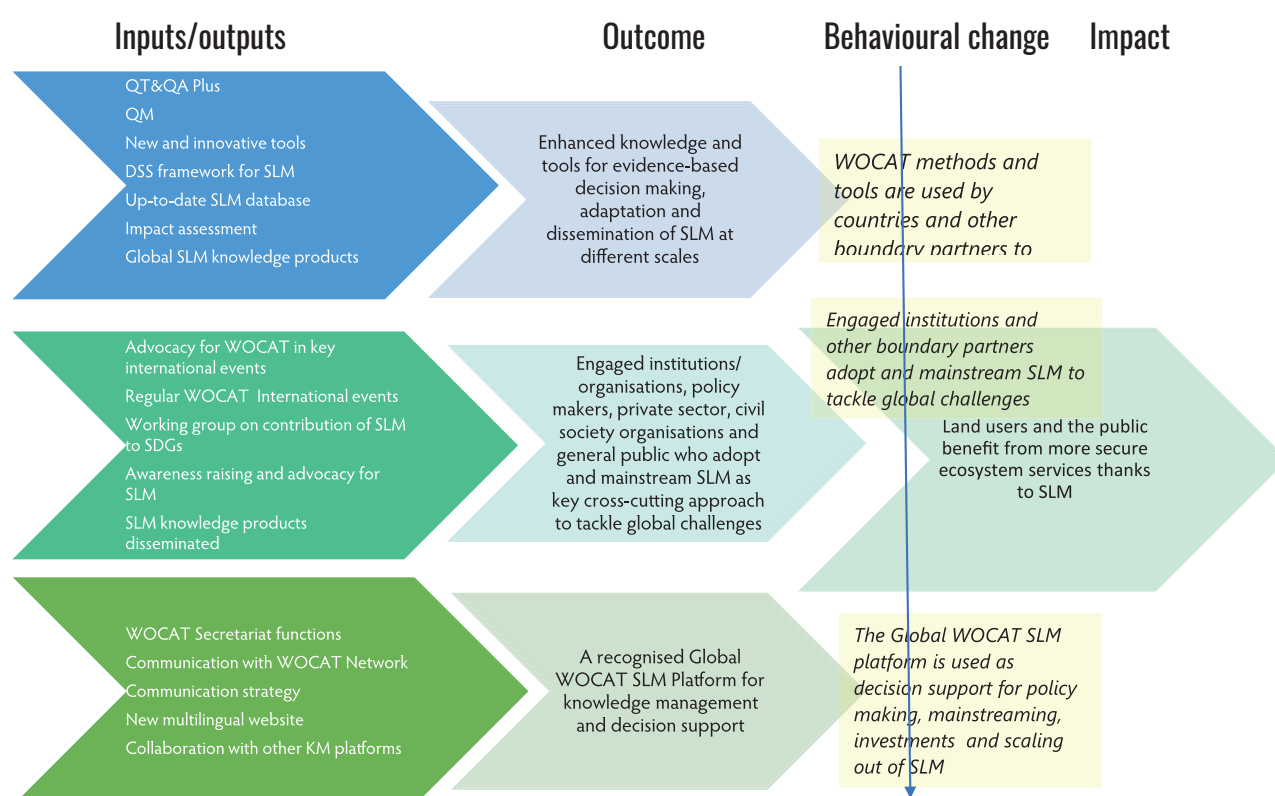 Inputs/outputs
Outcome
Behavioural change
Impact
QT&QA Plus
QM
New and innovative tools
DSS framework for SLM
Up-to-date SLM database
Impact assessment
Global SLM knowledge products
Enhanced knowledge and
tools for evidence-based
decision making,
adaptation and
dissemination of SLM at
different scales
WOCAT methods and
tools are used by
countries and other
boundary partners to
Advocacy for WOCAT in key
international events
Regular WOCAT International events
Working group on contribution of SLM
to SDGs
Awareness raising and advocacy for
SLM
SLM knowledge products
disseminated
Engaged institutions/
organisations, policy
makers, private sector, civil
society organisations and
general public who adopt
and mainstream SLM as
key cross-cutting approach
to tackle global challenges
Engaged institutions and
other boundary partners
adopt and mainstream SLM to
tackle global challenges
Land users and the public
benefit from more secure
ecosystem services thanks
to SLM
WOCAT Secretariat functions
Communication with WOCAT Network
Communication strategy
New multilingual website
Collaboration with other KM platforms
A recognised Global
WOCAT SLM Platform for
knowledge management
and decision support
The Global WOCAT SLM
platform is used as
decision support for policy
making, mainstreaming,
investments and scaling
out of SLM